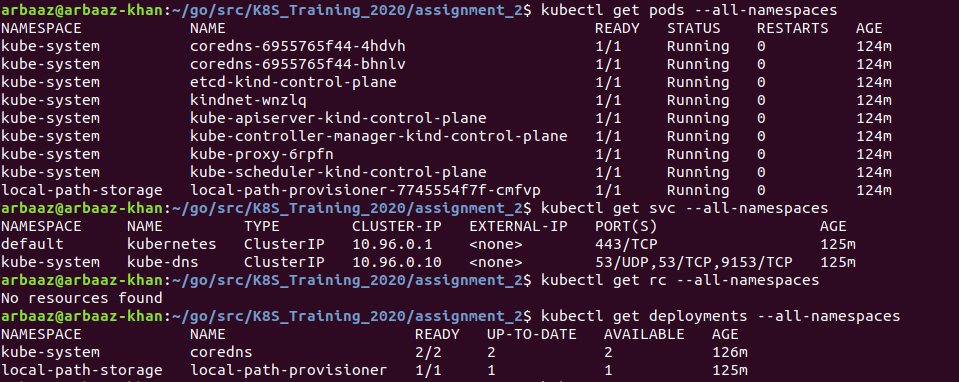 arbaaz@arbaaz-khan:~/go/src/K8S_Training_2020/assignment_2$ kubectl get pods --all-namespaces
NAMESPACE NAME READY STATUS RESTARTS AGE
kube-system coredns-6955765f44-4hdvh 1/1 Running 0 124m
kube-system coredns-6955765f44-bhnlv 1/1 Running 0 124m
kube-system etcd-kind-control-plane 1/1 Running 0 124m
kube-system kindnet-wnzlq 1/1 Running 0 124m
kube-system kube-apiserver-kind-control-plane 1/1 Running 0 124m
kube-system kube-controller-manager-kind-control-plane 1/1 Running 0 124m
kube-system kube-proxy-6rpfn 1/1 Running 0 124m
kube-system kube-scheduler-kind-control-plane 1/1 Running 0 124m
local-path-storage local-path-provisioner-7745554f7f-cmfvp 1/1 Running 0 124m
arbaaz@arbaaz-khan:~/go/src/K8S_Training_2020/assignment_2$ kubectl get svc --all-namespaces
NAMESPACE NAME TYPE CLUSTER-IP EXTERNAL-IP PORT(S) AGE
default kubernetes ClusterIP 10.96.0.1 <none> 443/TCP 125m
kube-system kube-dns ClusterIP 10.96.0.10 <none> 53/UDP,53/TCP,9153/TCP 125m
arbaaz@arbaaz-khan:~/go/src/K8S_Training_2020/assignment_2$ kubectl get rc --all-namespaces
No resources found
arbaaz@arbaaz-khan:~/go/src/K8S_Training_2020/assignment_2$ kubectl get deployments --all-namespaces
NAMESPACE NAME READY UP-TO-DATE AVAILABLE AGE
kube-system coredns 2/2 2 2 126m
local-path-storage local-path-provisioner 1/1 1 1 125m